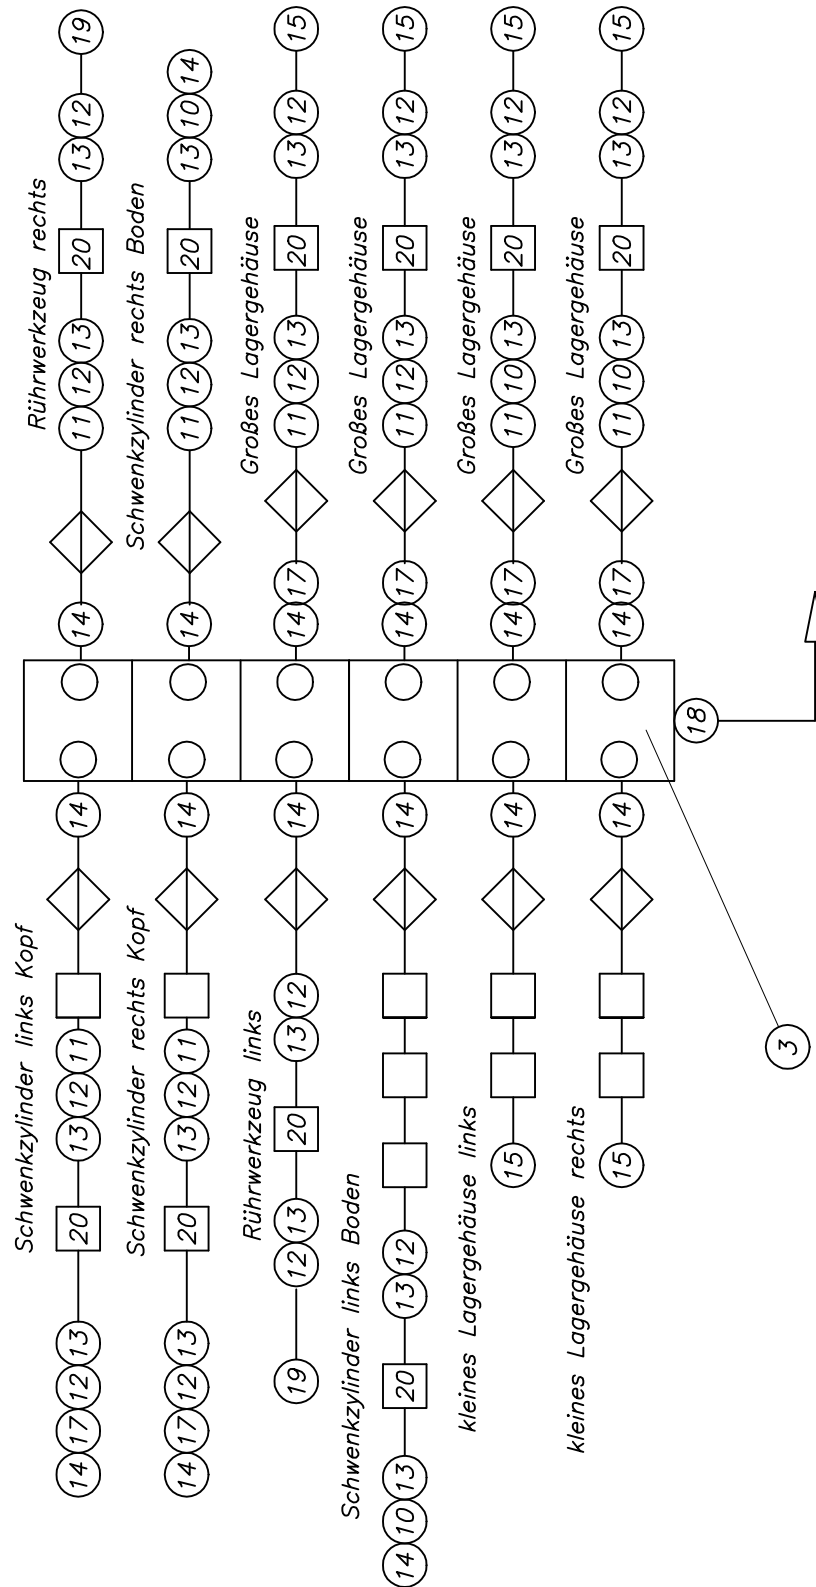 Schwenkzylinder links Kopf Rührwerkzeug rechts
14 17 12 13 20 13 12 11 14 14 11 12 13 20 13 12 19
Schwenkzylinder rechts Kopf Schwenkzylinder rechts Boden
14 17 12 13 20 13 12 11 14 14 11 12 13 20 13 10 14
Rührwerkzeug links Großes Lagergehäuse
19 12 13 20 13 12 14 14 17 11 12 13 20 13 12 15
Schwenkzylinder links Boden Großes Lagergehäuse
14 10 13 20 13 12 14 14 17 11 12 13 20 13 12 15
kleines Lagergehäuse links Großes Lagergehäuse
15 14 14 17 11 10 13 20 13 12 15
kleines Lagergehäuse rechts Großes Lagergehäuse
15 14 14 17 11 10 13 20 13 12 15
18
3